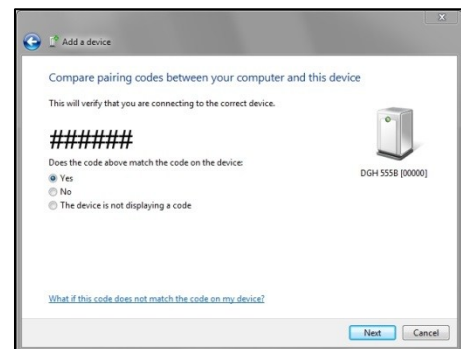 Add a device
Compare pairing codes between your computer and this device
This will verify that you are connecting to the correct device.
######
Does the code above match the code on the device:
Yes
No
The device is not displaying a code
DGH 555B [00000]
What if this code does not match the code on my device?
Next Cancel